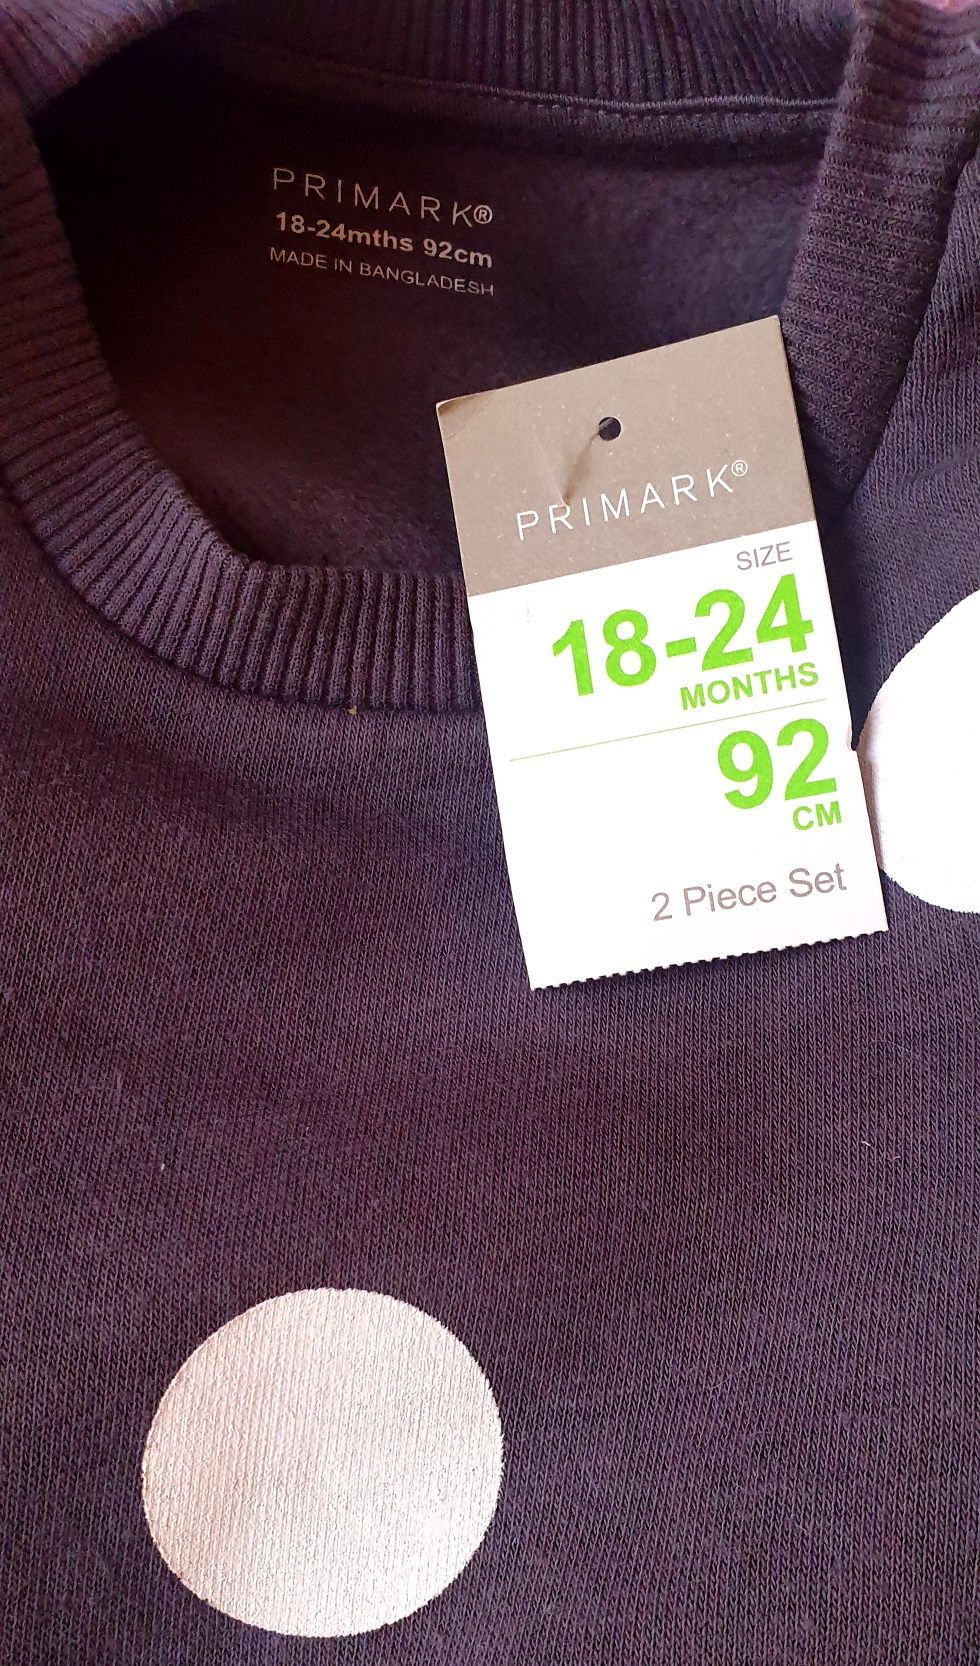 PRIMARK®
18-24mths 92cm
MADE IN BANGLADESH
PRIMARK®
SIZE
18-24
MONTHS
92
CM
2 Piece Set